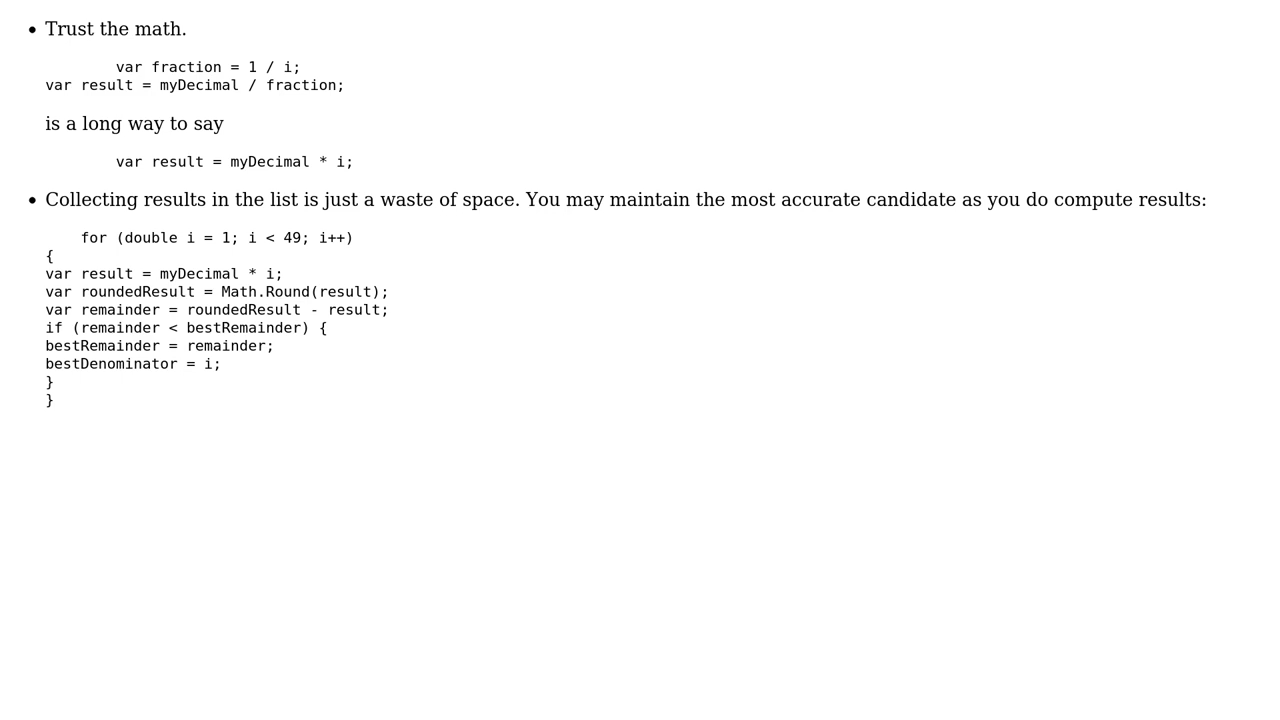 • Trust the math.
var fraction = 1 / i;
var result = myDecimal / fraction;
is a long way to say
var result = myDecimal * i;
• Collecting results in the list is just a waste of space. You may maintain the most accurate candidate as you do compute results:
for (double i = 1; i < 49; i++)
{
var result = myDecimal * i;
var roundedResult = Math.Round(result);
var remainder = roundedResult - result;
if (remainder < bestRemainder) {
bestRemainder = remainder;
bestDenominator = i;
}
}